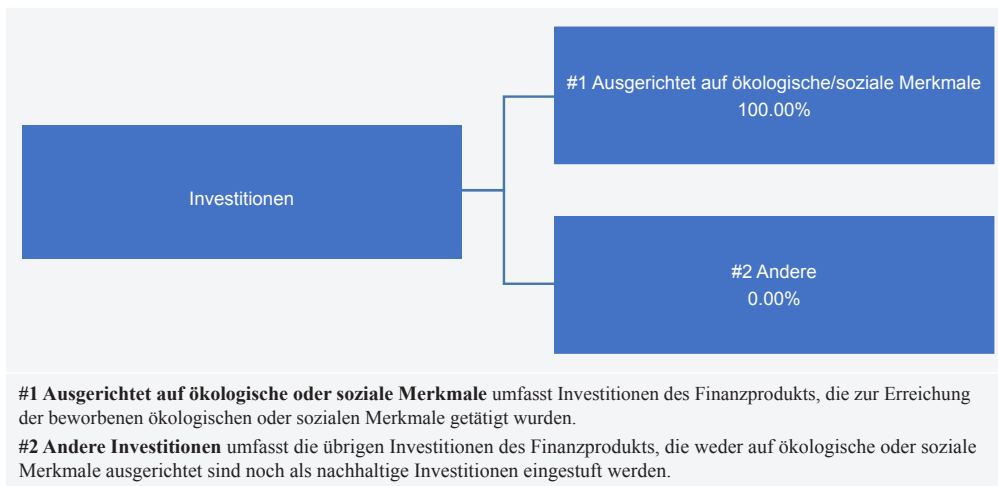 #1 Ausgerichtet auf ökologische/soziale Merkmale
100.00%
Investitionen
#2 Andere
0.00%
#1 Ausgerichtet auf ökologische oder soziale Merkmale umfasst Investitionen des Finanzprodukts, die zur Erreichung
der beworbenen ökologischen oder sozialen Merkmale getätigt wurden.
#2 Andere Investitionen umfasst die übrigen Investitionen des Finanzprodukts, die weder auf ökologische oder soziale
Merkmale ausgerichtet sind noch als nachhaltige Investitionen eingestuft werden.